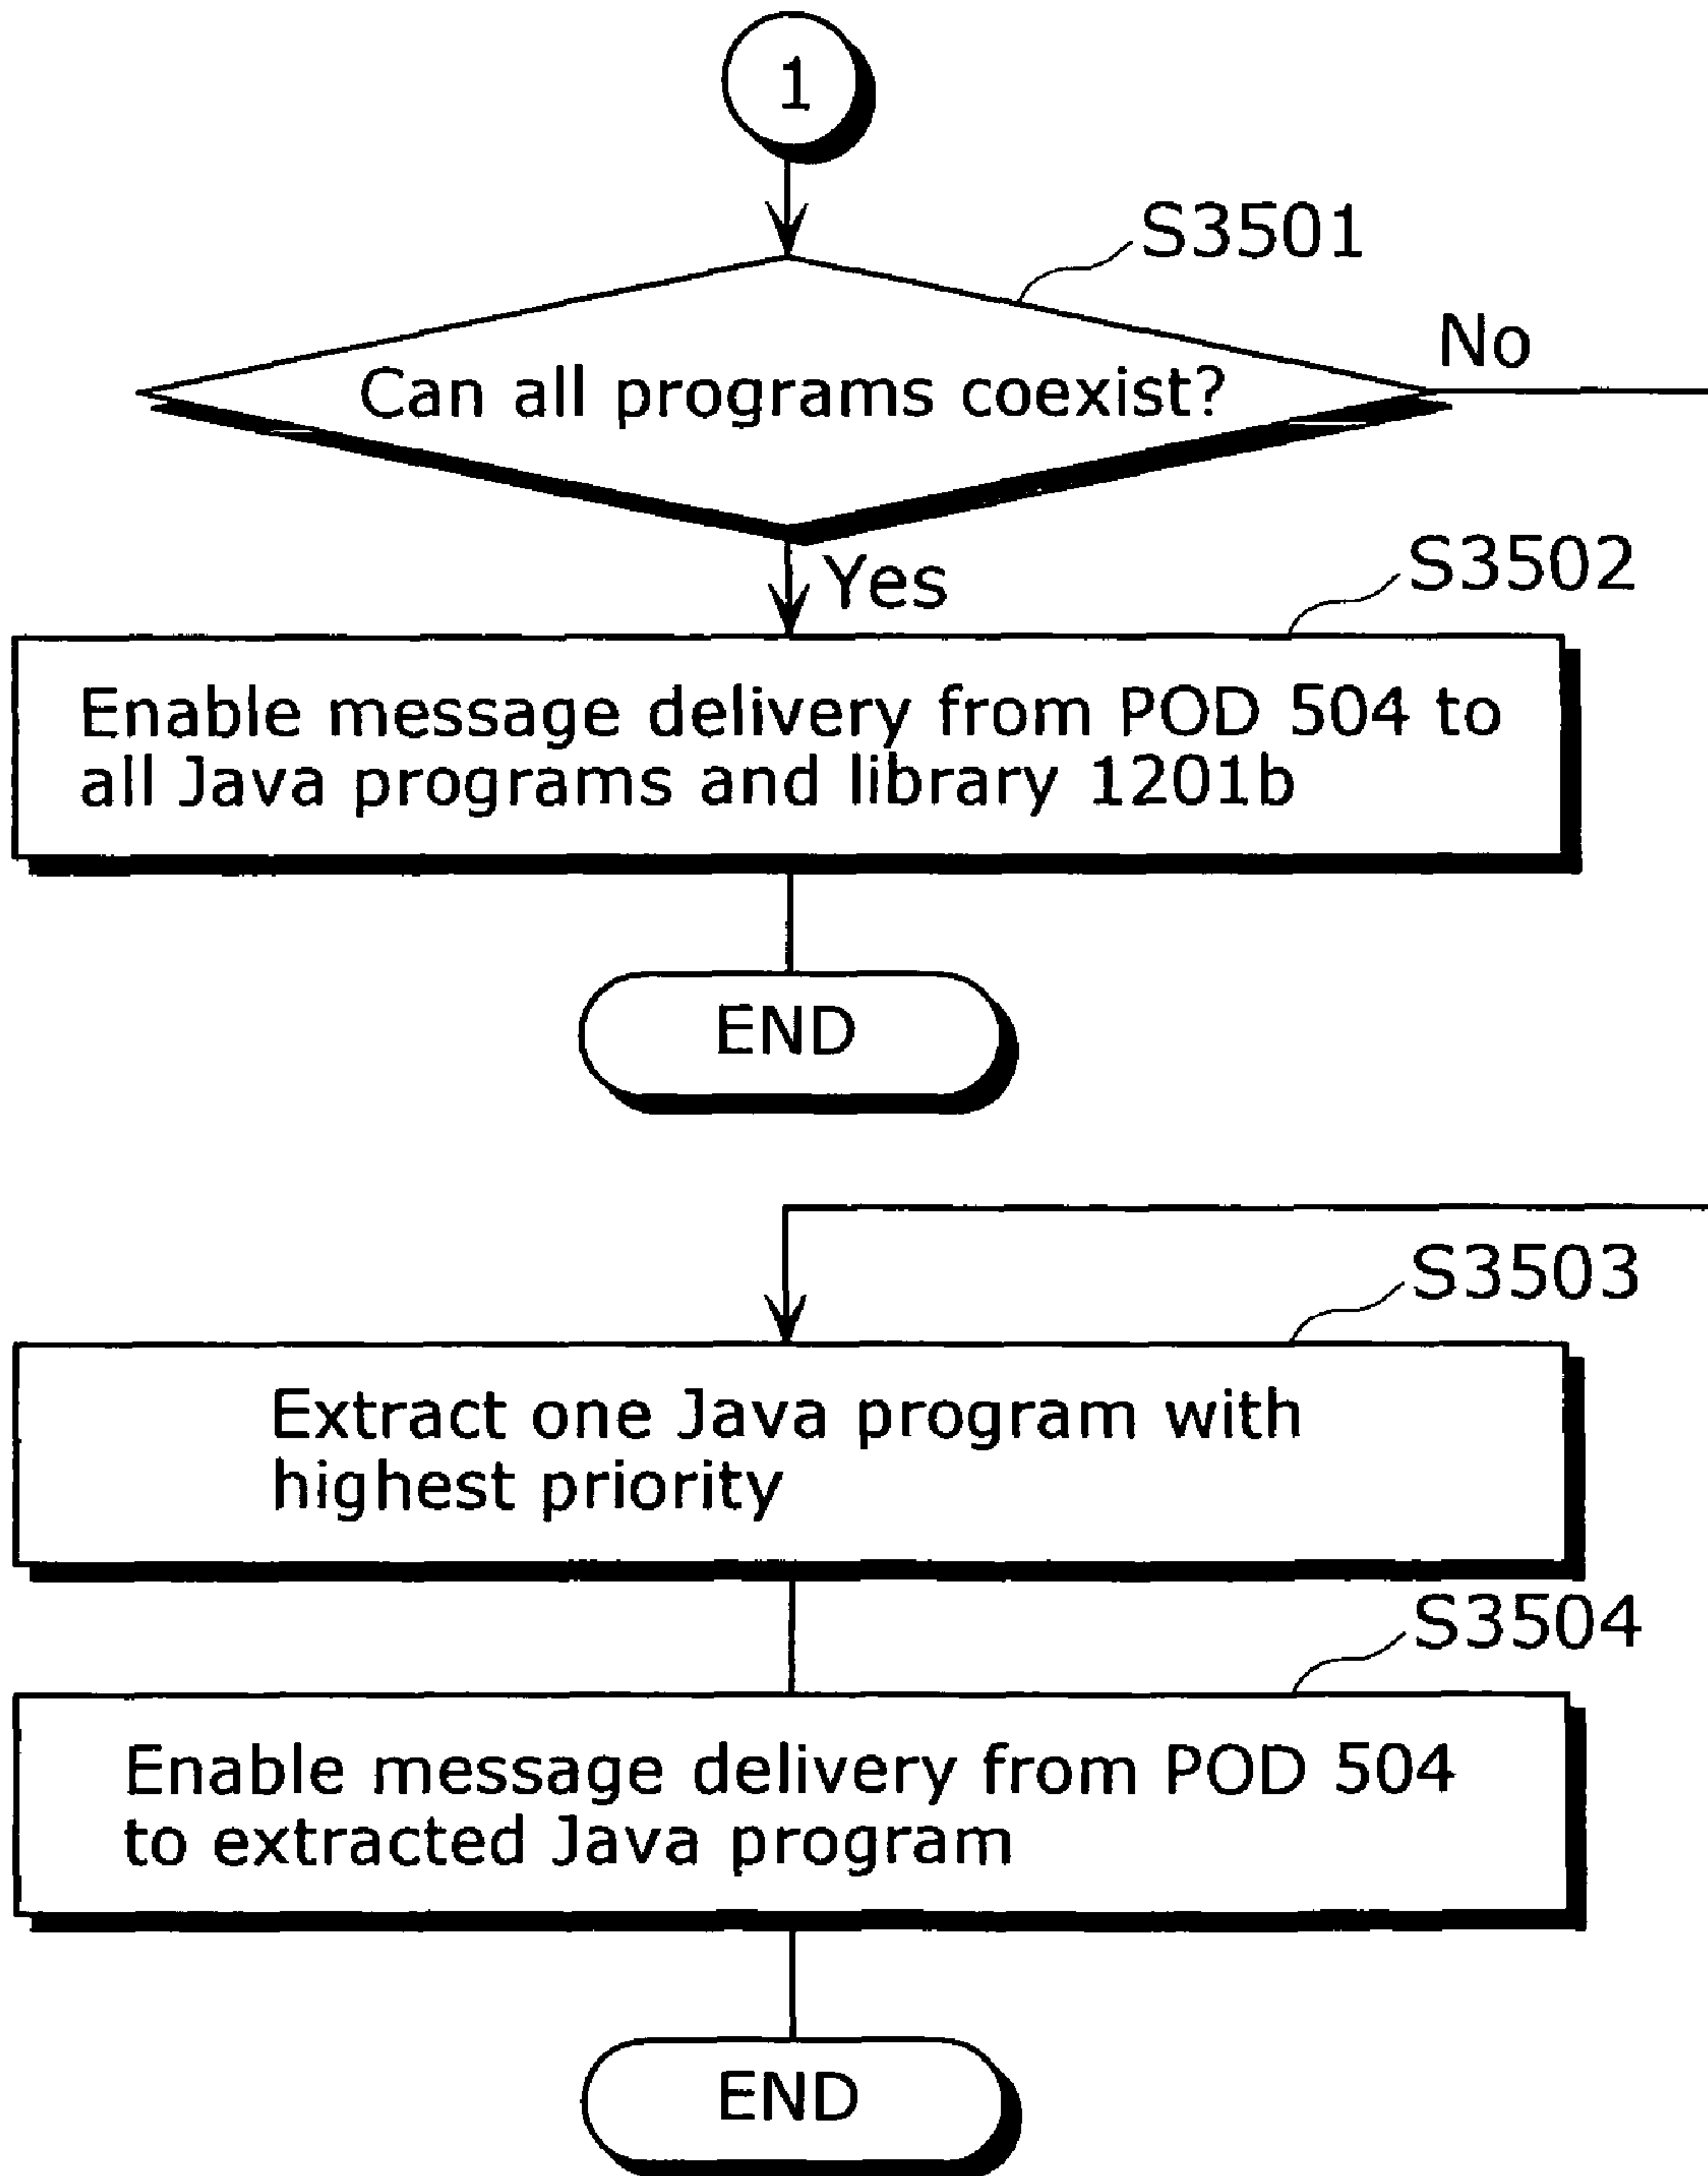 1
S3501
No
Can all programs coexist?
Yes
S3502
Enable message delivery from POD 504 to
all Java programs and library 1201b
END
S3503
Extract one Java program with
highest priority
S3504
Enable message delivery from POD 504
to extracted Java program
END